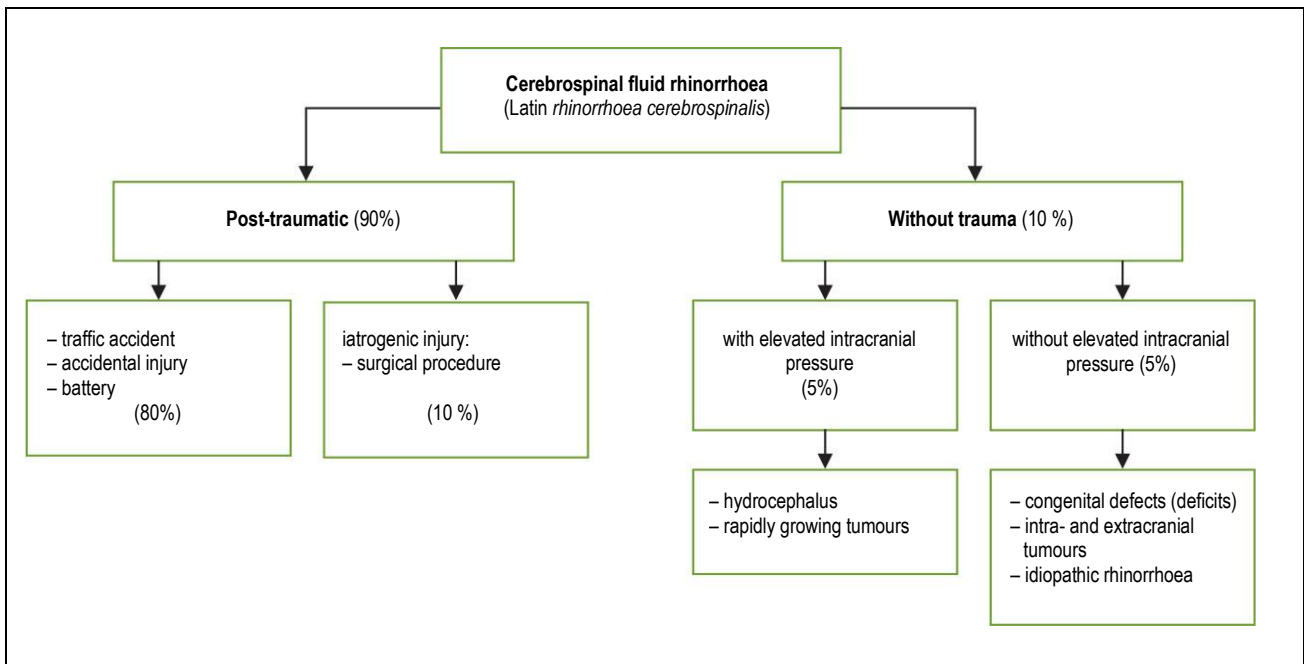 Cerebrospinal fluid rhinorrhoea
(Latin rhinorrhoea cerebrospinalis)
Post-traumatic (90%)
Without trauma (10 %)
– traffic accident
– accidental injury
– battery
(80%)
iatrogenic injury:
– surgical procedure
(10 %)
with elevated intracranial
pressure
(5%)
without elevated intracranial
pressure (5%)
– hydrocephalus
– rapidly growing tumours
– congenital defects (deficits)
– intra- and extracranial
tumours
– idiopathic rhinorrhoea